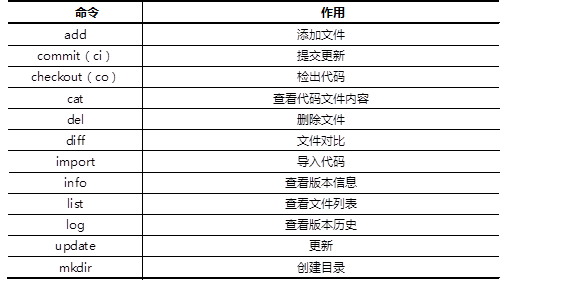 命令 作用
add 添加文件
commit（ci） 提交更新
checkout（co） 检出代码
cat 查看代码文件内容
del 删除文件
diff 文件对比
import 导入代码
info 查看版本信息
list 查看文件列表
log 查看版本历史
update 更新
mkdir 创建目录